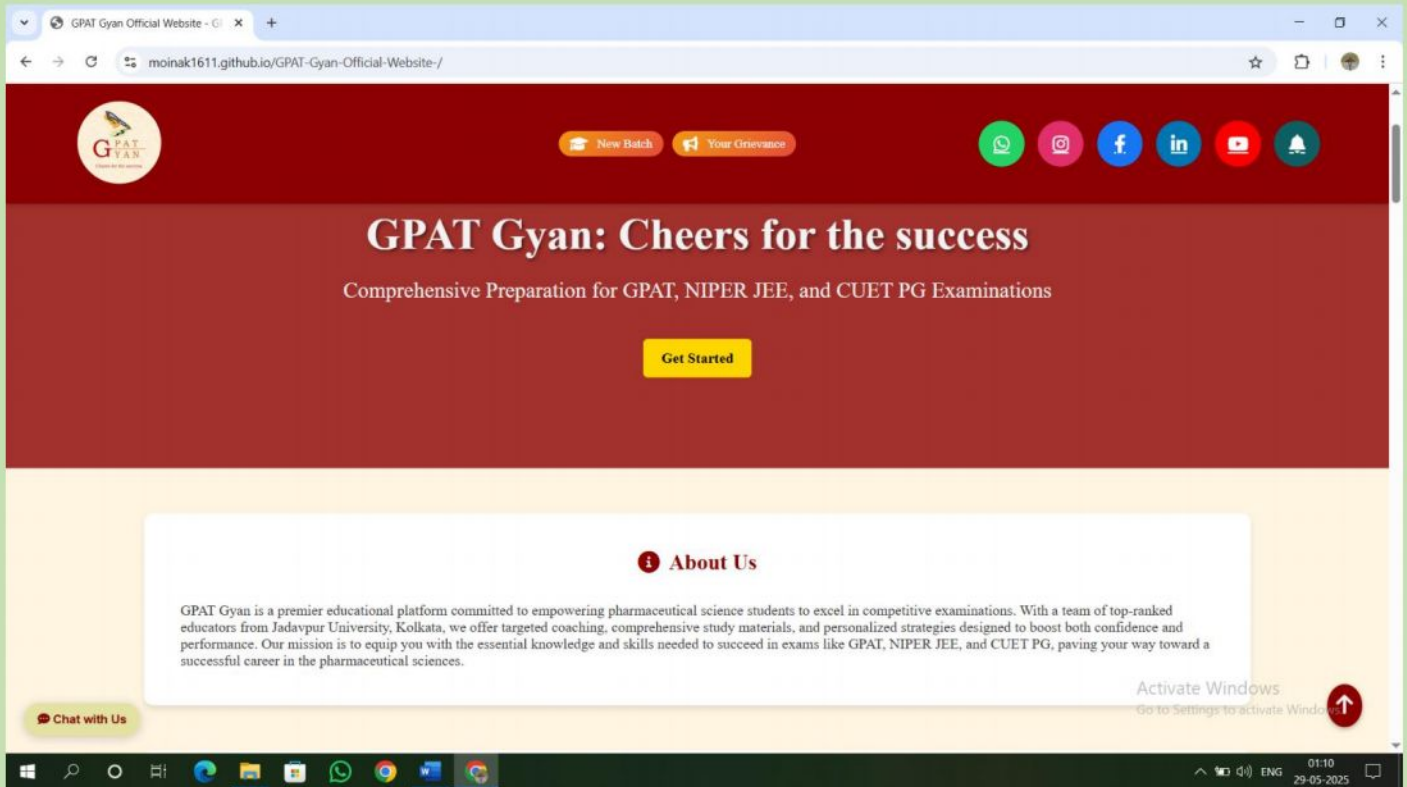 GPAT Gyan Official Website - G
moinak1611.github.io/GPAT-Gyan-Official-Website-/
GPAT
GYAN
New Batch
Your Grievance
GPAT Gyan: Cheers for the success
Comprehensive Preparation for GPAT, NIPER JEE, and CUET PG Examinations
Get Started
About Us
GPAT Gyan is a premier educational platform committed to empowering pharmaceutical science students to excel in competitive examinations. With a team of top-ranked
educators from Jadavpur University, Kolkata, we offer targeted coaching, comprehensive study materials, and personalized strategies designed to boost both confidence and
performance. Our mission is to equip you with the essential knowledge and skills needed to succeed in exams like GPAT, NIPER JEE, and CUET PG, paving your way toward a
successful career in the pharmaceutical sciences.
Activate Windows
Go to Settings to activate Windows.
Chat with Us
ENG
01:10
29-05-2025